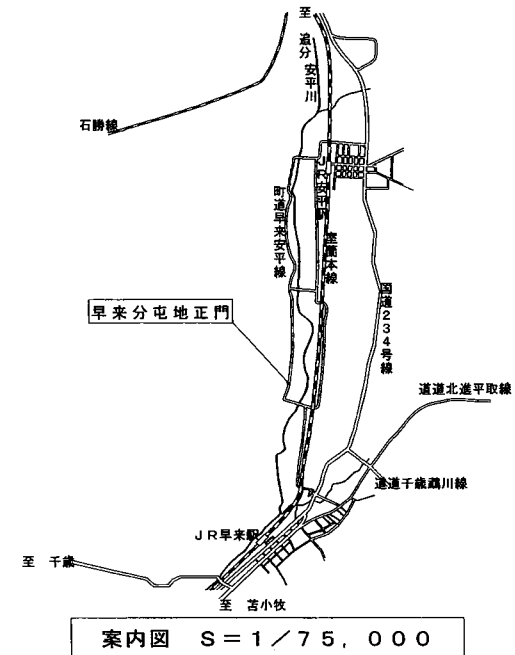 至
追分
安平川
石勝線
JR安平駅
町道早来安平線
室蘭本線
国道234号線
早来分屯地正門
道道北進平取線
道道千歳鵡川線
JR早来駅
至 千歳
至 苫小牧
案内図 S=1/75,000